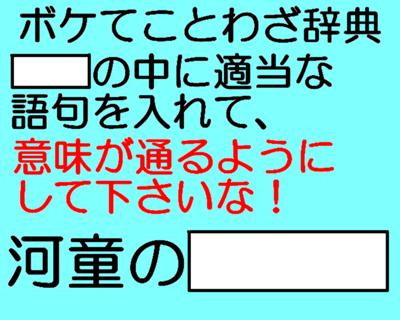 ボケてことわざ辞典
の中に適当な
語句を入れて、
意味が通るように
して下さいな！
河童の